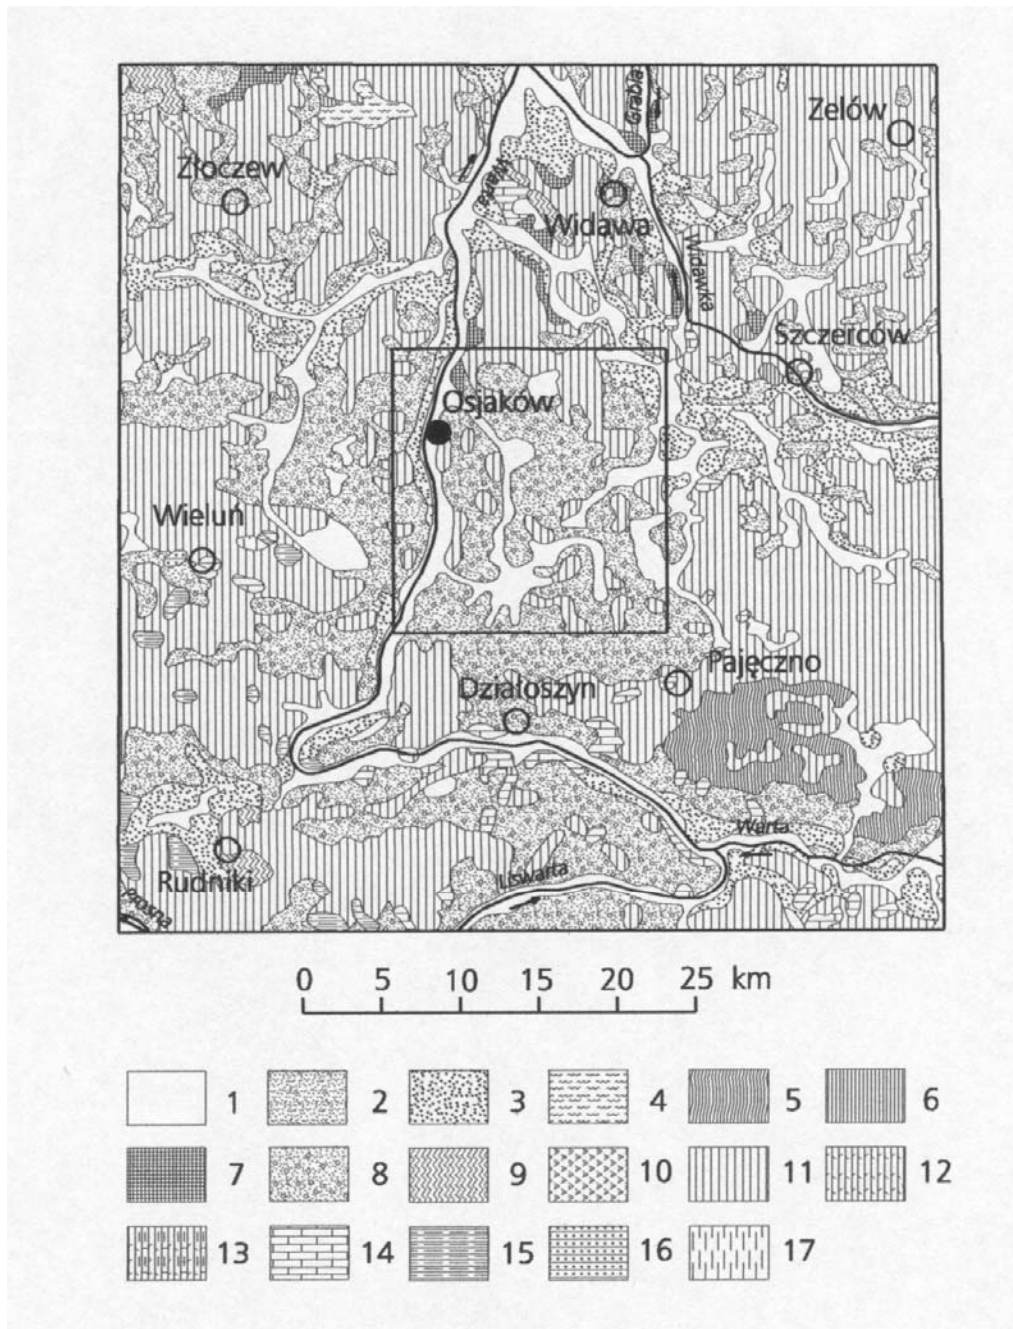 Grabia
Zelów
Złoczew
Warta
Widawa
Widawka
Szczerców
Osjaków
Wieluń
Pajęczno
Działoszyn
Warta
Liswarta
Rudniki
Prosna
0 5 10 15 20 25 km
1 2 3 4 5 6
7 8 9 10 11 12
13 14 15 16 17